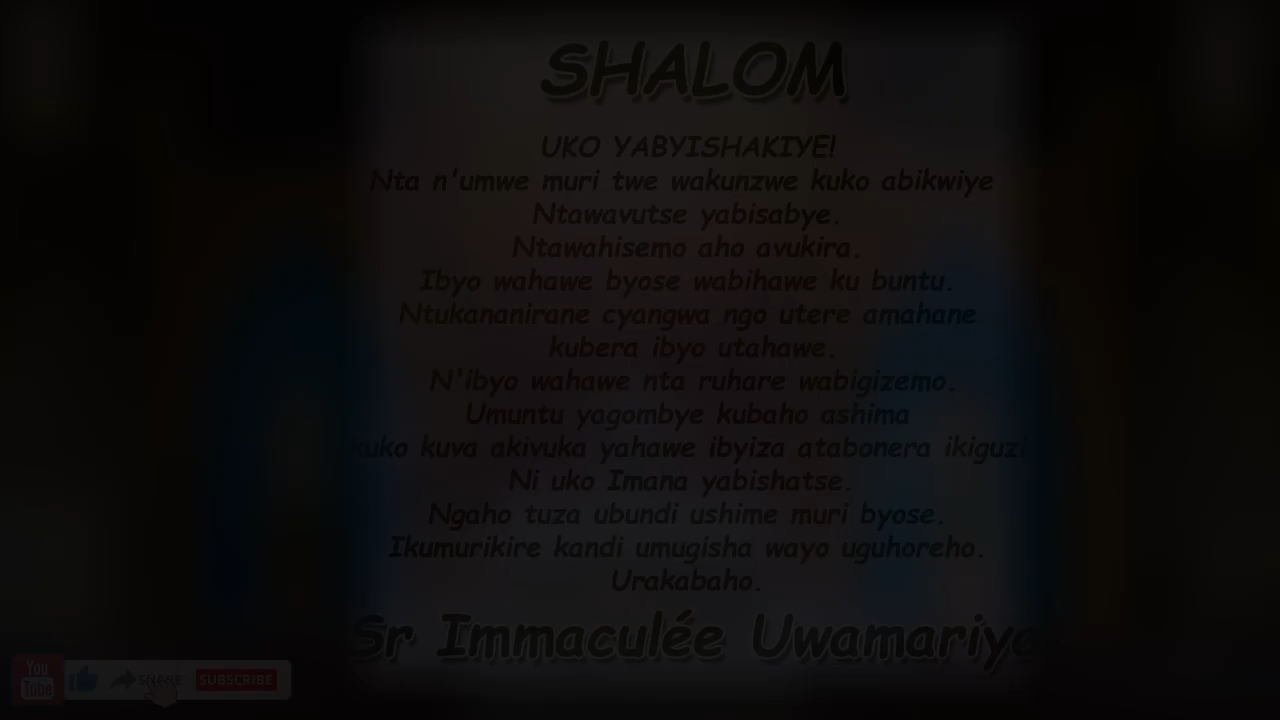 SHALOM
UKO YABYISHAKIYE!
Nta n'umwe muri twe wakunzwe kuko abikwiye
Ntawavutse yabisabye.
Ntawahisemo aho avukira.
Ibyo wahawe byose wabihawe ku buntu.
Ntukananirane cyangwa ngo utere amahane
kubera ibyo utahawe.
N'ibyo wahawe nta ruhare wabigizemo.
Umuntu yagombye kubaho ashima
kuko kuva akivuka yahawe ibyiza atabonera ikiguzi
Ni uko Imana yabishatse.
Ngaho tuza ubundi ushime muri byose.
Ikumurikire kandi umugisha wayo uguhoreho.
Urakabaho.
Sr Immaculée Uwamariya
You
Tube
SHARE
SUBSCRIBE